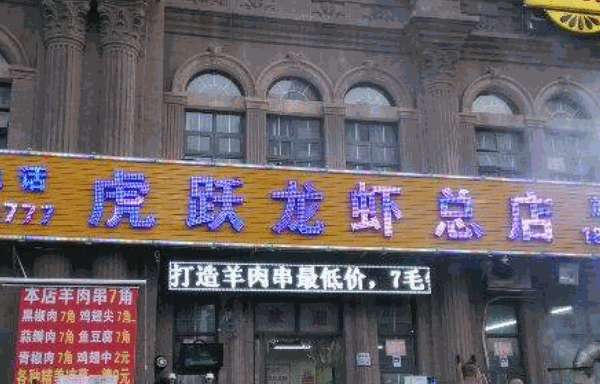 话
777
虎跃龙虾总店
打造羊肉串最低价，7毛
本店羊肉串7角
黑椒肉7角 鸡翅尖7角
蒜瓣肉7角 鱼豆腐7角
青椒肉7角 鸡翅中2元